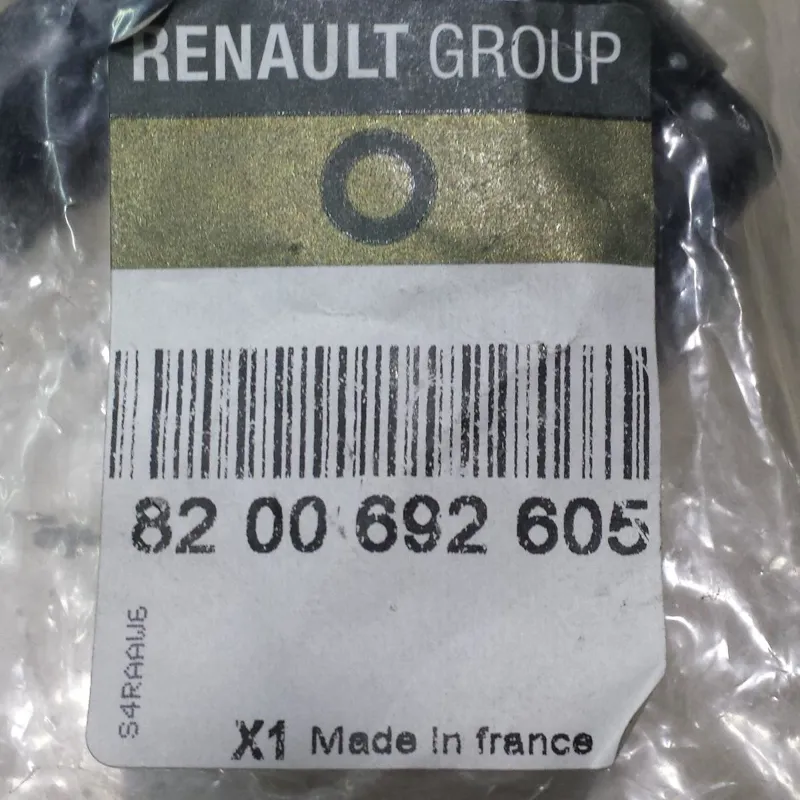 RENAULT GROUP
82 00 692 605
S4RAAW6
X1 Made in france